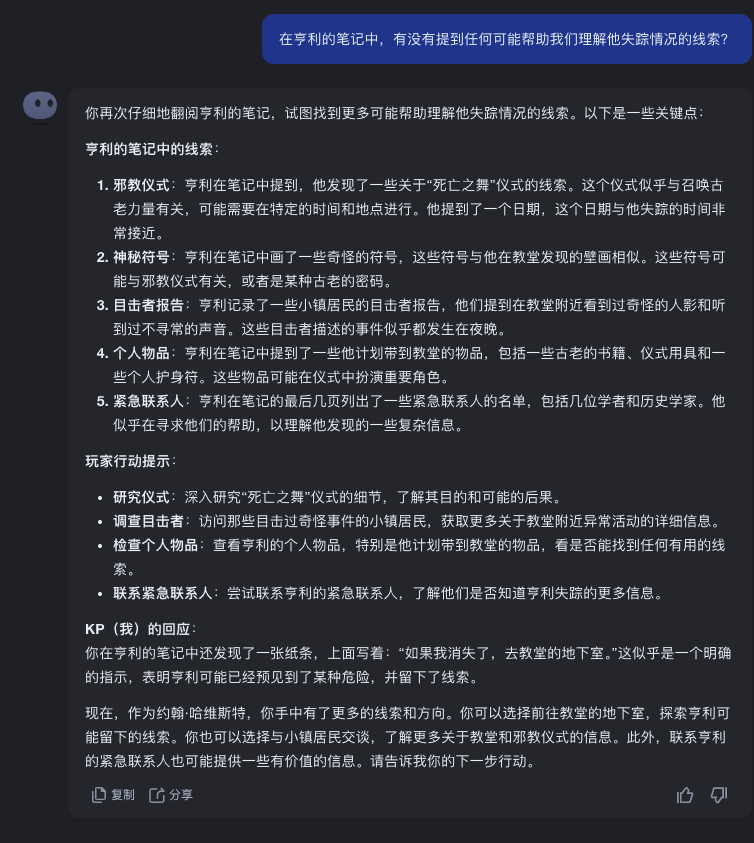 在亨利的笔记中，有没有提到任何可能帮助我们理解他失踪情况的线索？
你再次仔细地翻阅亨利的笔记，试图找到更多可能帮助理解他失踪情况的线索。以下是一些关键点：
亨利的笔记中的线索：
1. 邪教仪式：亨利在笔记中提到，他发现了一些关于“死亡之舞”仪式的线索。这个仪式似乎与召唤古
老力量有关，可能需要在特定的时间和地点进行。他提到了一个日期，这个日期与他失踪的时间非
常接近。
2. 神秘符号：亨利在笔记中画了一些奇怪的符号，这些符号与他在教堂发现的壁画相似。这些符号可
能与邪教仪式有关，或者是某种古老的密码。
3. 目击者报告：亨利记录了一些小镇居民的目击者报告，他们提到在教堂附近看到过奇怪的人影和听
到过不寻常的声音。这些目击者描述的事件似乎都发生在夜晚。
4. 个人物品：亨利在笔记中提到了一些他计划带到教堂的物品，包括一些古老的书籍、仪式用具和一
些个人护身符。这些物品可能在仪式中扮演重要角色。
5. 紧急联系人：亨利在笔记的最后几页列出了一些紧急联系人的名单，包括几位学者和历史学家。他
似乎在寻求他们的帮助，以理解他发现的一些复杂信息。
玩家行动提示：
• 研究仪式：深入研究“死亡之舞”仪式的细节，了解其目的和可能的后果。
• 调查目击者：访问那些目击过奇怪事件的小镇居民，获取更多关于教堂附近异常活动的详细信息。
• 检查个人物品：查看亨利的个人物品，特别是他计划带到教堂的物品，看是否能找到任何有用的线
索。
• 联系紧急联系人：尝试联系亨利的紧急联系人，了解他们是否知道亨利失踪的更多信息。
KP（我）的回应：
你在亨利的笔记中还发现了一张纸条，上面写着：“如果我消失了，去教堂的地下室。”这似乎是一个明确
的指示，表明亨利可能已经预见到了某种危险，并留下了线索。
现在，作为约翰·哈维斯特，你手中有了更多的线索和方向。你可以选择前往教堂的地下室，探索亨利可
能留下的线索。你也可以选择与小镇居民交谈，了解更多关于教堂和邪教仪式的信息。此外，联系亨利
的紧急联系人也可能提供一些有价值的信息。请告诉我你的下一步行动。
复制 分享